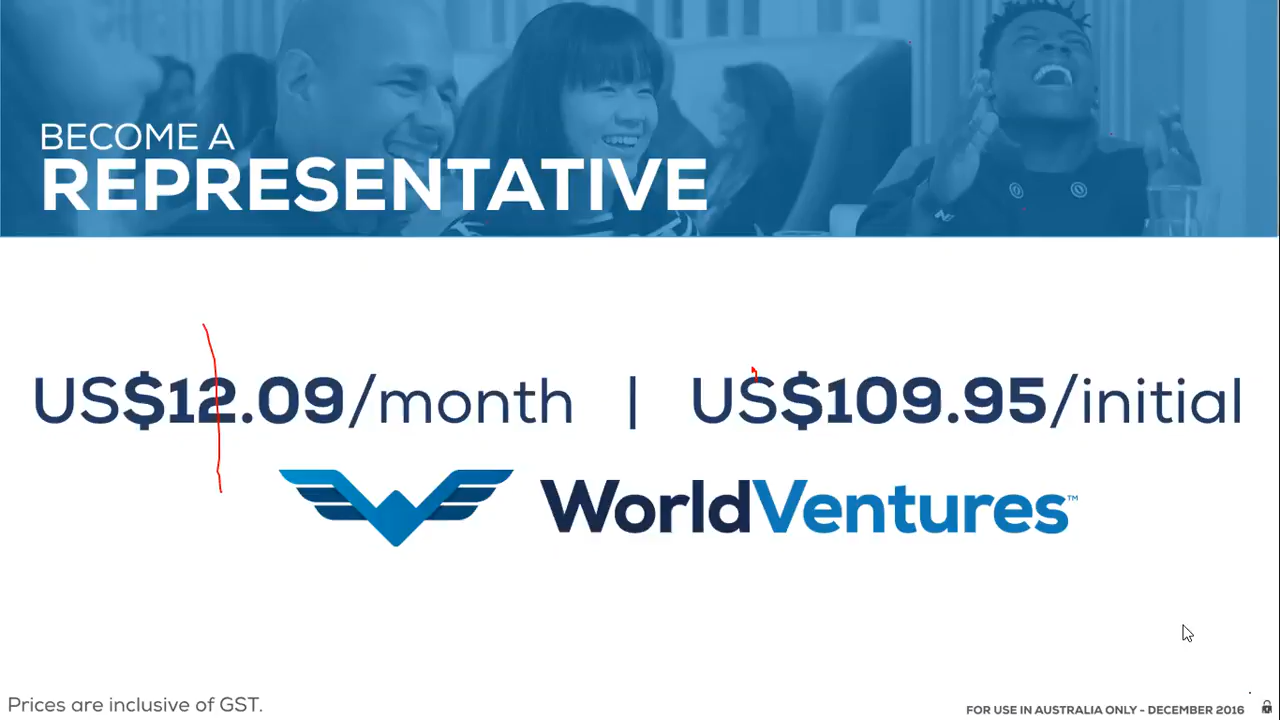 BECOME A
REPRESENTATIVE
US$12.09/month | US$109.95/initial
WorldVentures™
Prices are inclusive of GST.
FOR USE IN AUSTRALIA ONLY - DECEMBER 2016